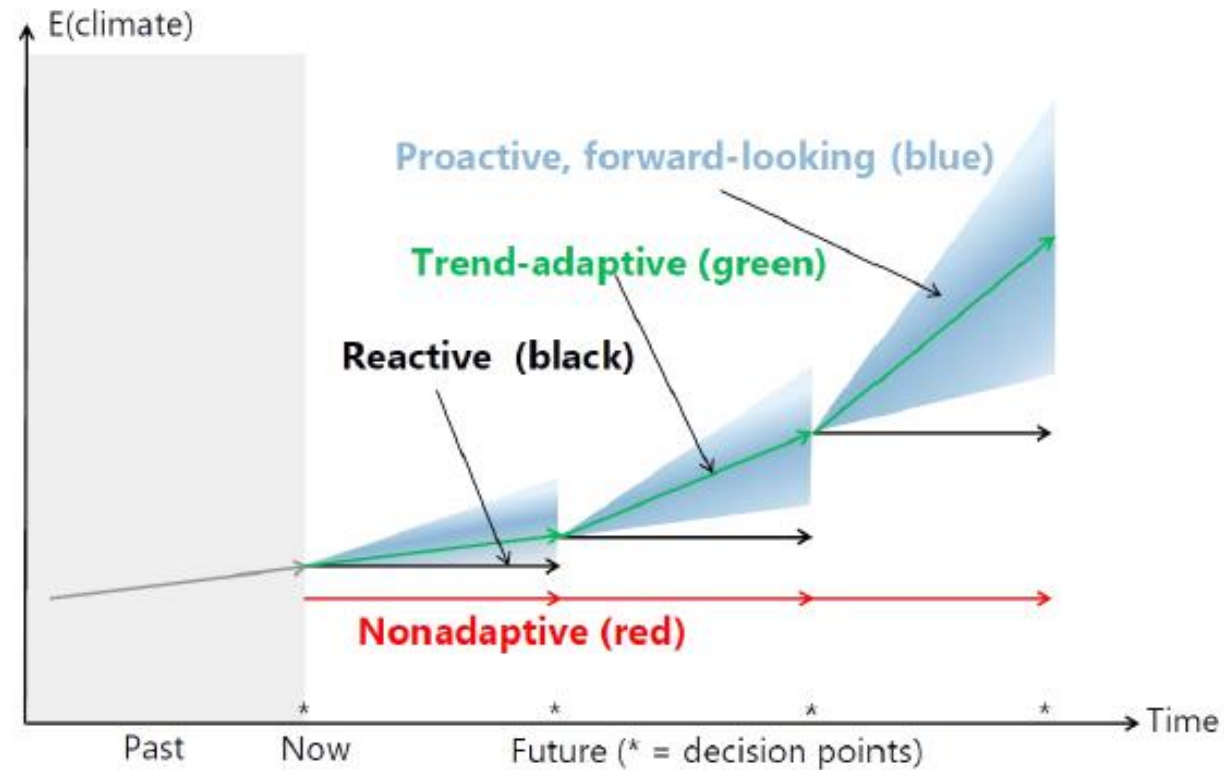 E(climate)
Proactive, forward-looking (blue)
Trend-adaptive (green)
Reactive (black)
Nonadaptive (red)
* * * *
Time
Past Now Future (* = decision points)